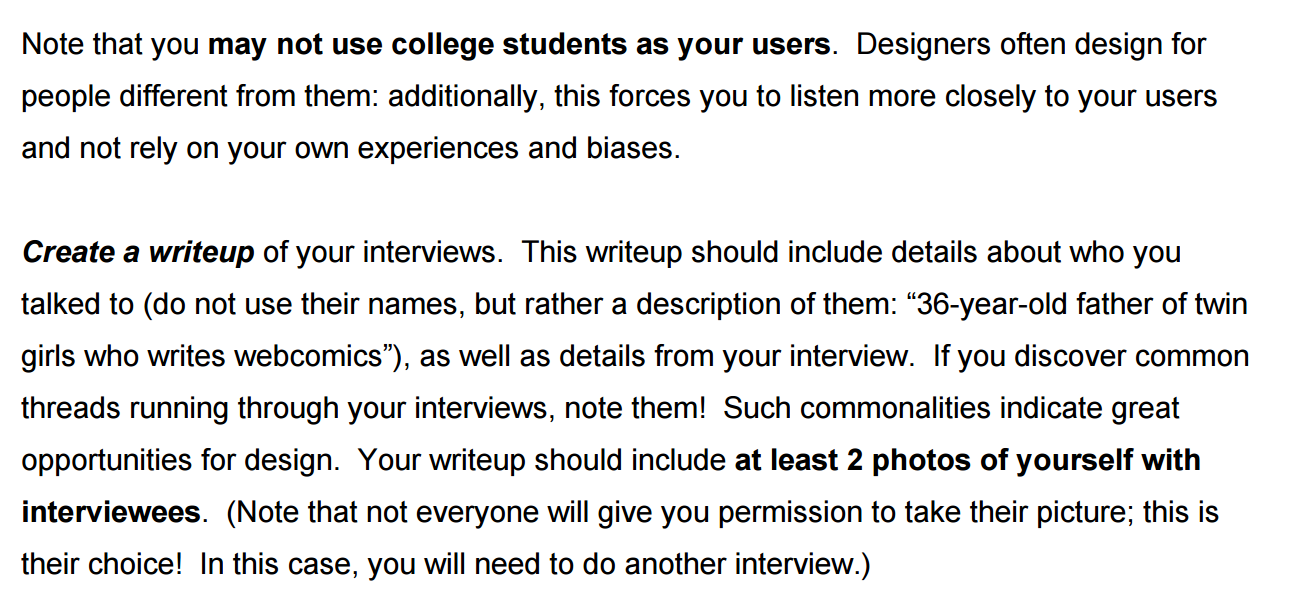 Note that you may not use college students as your users.  Designers often design for
people different from them: additionally, this forces you to listen more closely to your users
and not rely on your own experiences and biases.
Create a writeup of your interviews.  This writeup should include details about who you
talked to (do not use their names, but rather a description of them: “36-year-old father of twin
girls who writes webcomics”), as well as details from your interview.  If you discover common
threads running through your interviews, note them!  Such commonalities indicate great
opportunities for design.  Your writeup should include at least 2 photos of yourself with
interviewees.  (Note that not everyone will give you permission to take their picture; this is
their choice!  In this case, you will need to do another interview.)